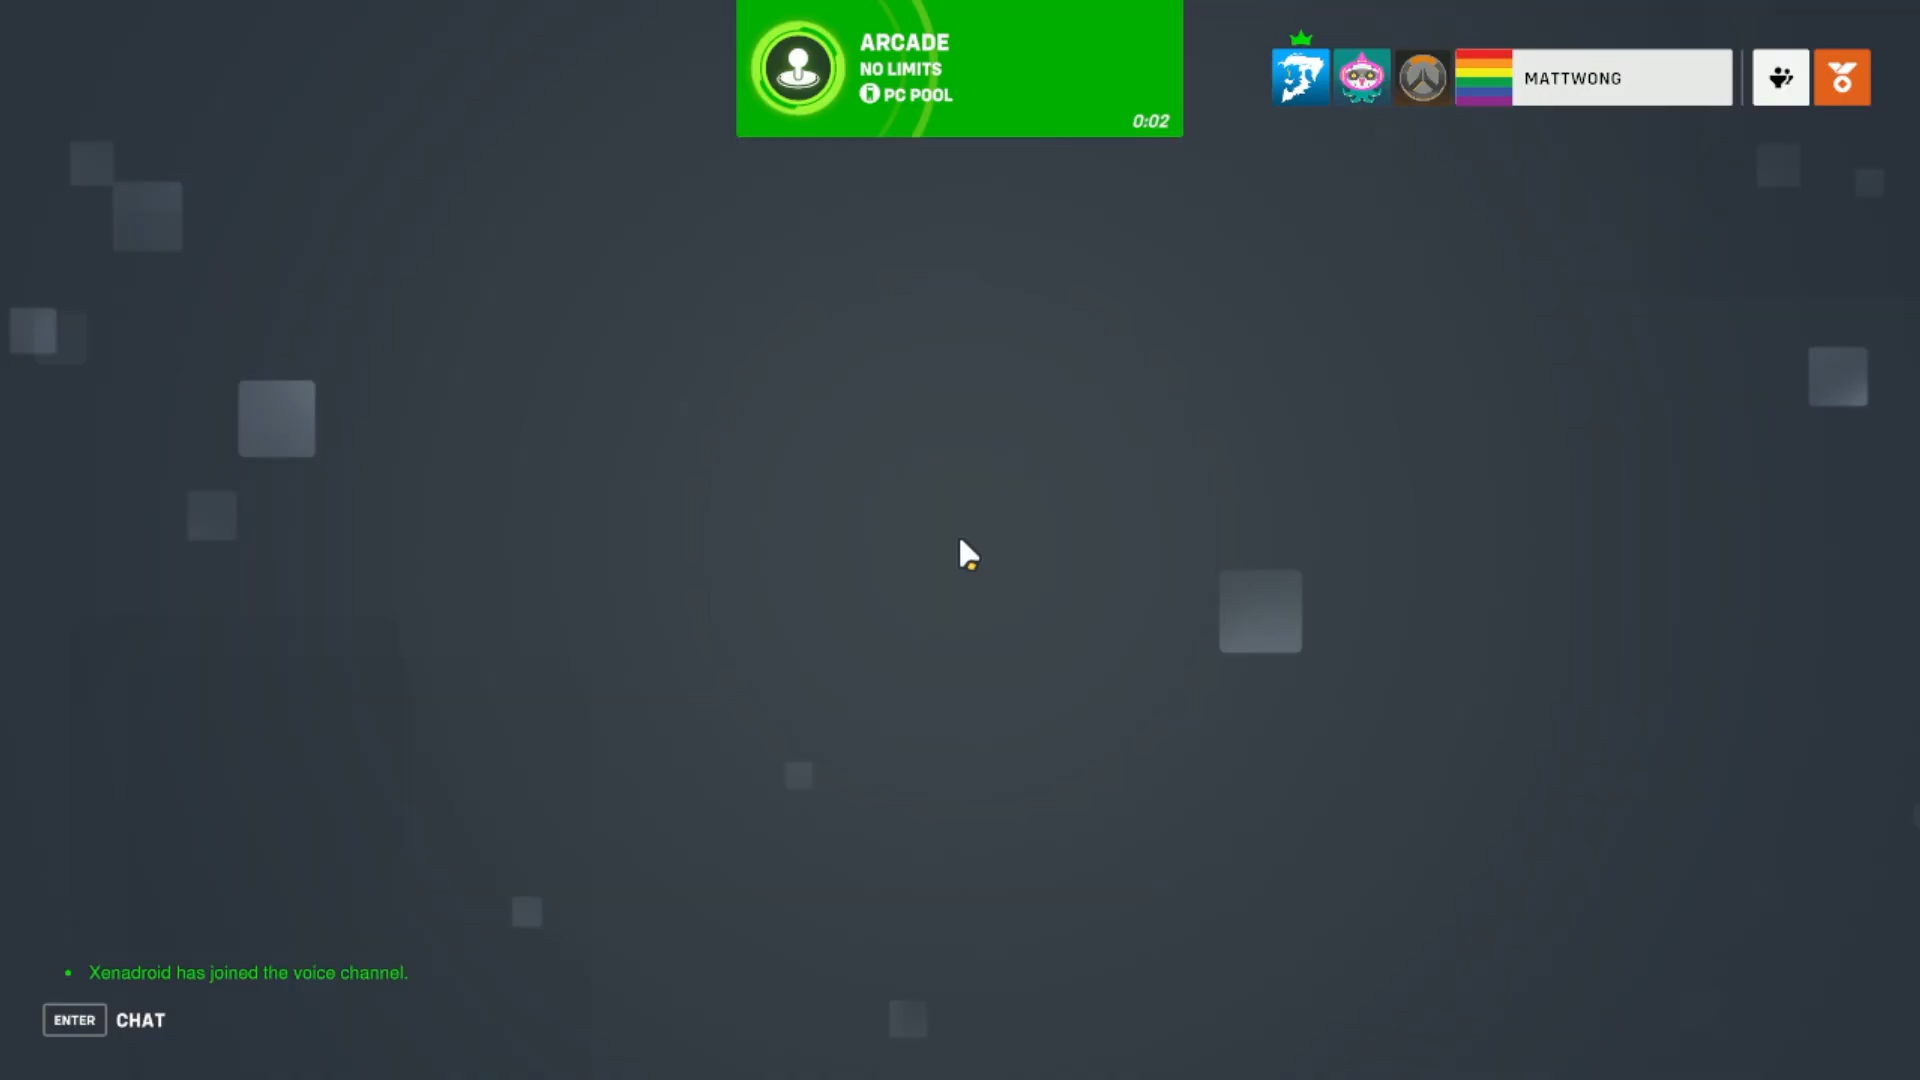 ARCADE
NO LIMITS
PC POOL
0:02
MATTWONG
• Xenadroid has joined the voice channel.
ENTER CHAT